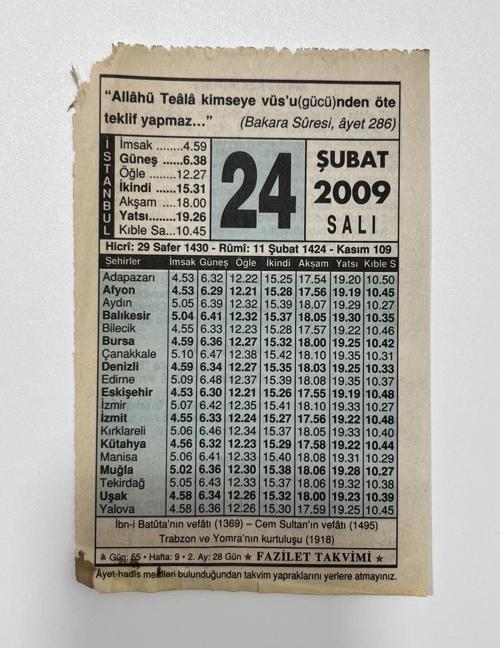 “Allâhü Teâlâ kimseye vüs’u(gücü)nden öte
teklif yapmaz...” (Bakara Sûresi, âyet 286)
İSTANBUL
İmsak ........4.59
Güneş ......6.38
Öğle .......12.27
İkindi ......15.31
Akşam ....18.00
Yatsı........19.26
Kıble Sa...10.45
24
ŞUBAT
2009
SALI
Hicrî: 29 Safer 1430 - Rûmî: 11 Şubat 1424 - Kasım 109
Şehirler İmsak Güneş Öğle İkindi Akşam Yatsı Kıble S
Adapazarı 4.53 6.32 12.22 15.25 17.54 19.20 10.50
Afyon 4.53 6.29 12.21 15.28 17.56 19.19 10.45
Aydın 5.05 6.39 12.32 15.39 18.07 19.29 10.27
Balıkesir 5.04 6.41 12.32 15.37 18.05 19.30 10.35
Bilecik 4.55 6.33 12.23 15.28 17.57 19.22 10.46
Bursa 4.59 6.36 12.27 15.32 18.00 19.25 10.42
Çanakkale 5.10 6.47 12.38 15.42 18.10 19.35 10.31
Denizli 4.59 6.34 12.27 15.35 18.03 19.25 10.33
Edirne 5.09 6.48 12.37 15.39 18.08 19.35 10.37
Eskişehir 4.53 6.30 12.21 15.26 17.55 19.19 10.48
İzmir 5.07 6.42 12.35 15.41 18.10 19.33 10.27
İzmit 4.55 6.33 12.24 15.27 17.56 19.22 10.48
Kırklareli 5.06 6.46 12.34 15.37 18.05 19.33 10.40
Kütahya 4.56 6.32 12.23 15.29 17.58 19.22 10.44
Manisa 5.06 6.41 12.33 15.40 18.08 19.31 10.29
Muğla 5.02 6.36 12.30 15.38 18.06 19.28 10.27
Tekirdağ 5.05 6.43 12.33 15.37 18.06 19.32 10.38
Uşak 4.58 6.34 12.26 15.32 18.00 19.23 10.39
Yalova 4.58 6.36 12.26 15.30 17.59 19.25 10.45
İbn-i Batûta’nın vefâtı (1369) – Cem Sultan’ın vefâtı (1495)
Trabzon ve Yomra’nın kurtuluşu (1918)
Gün: 55 • Hafta: 9 • 2. Ay: 28 Gün ★ FAZİLET TAKVİMİ ★
Âyet-hadîs meâlleri bulunduğundan takvim yapraklarını yerlere atmayınız.